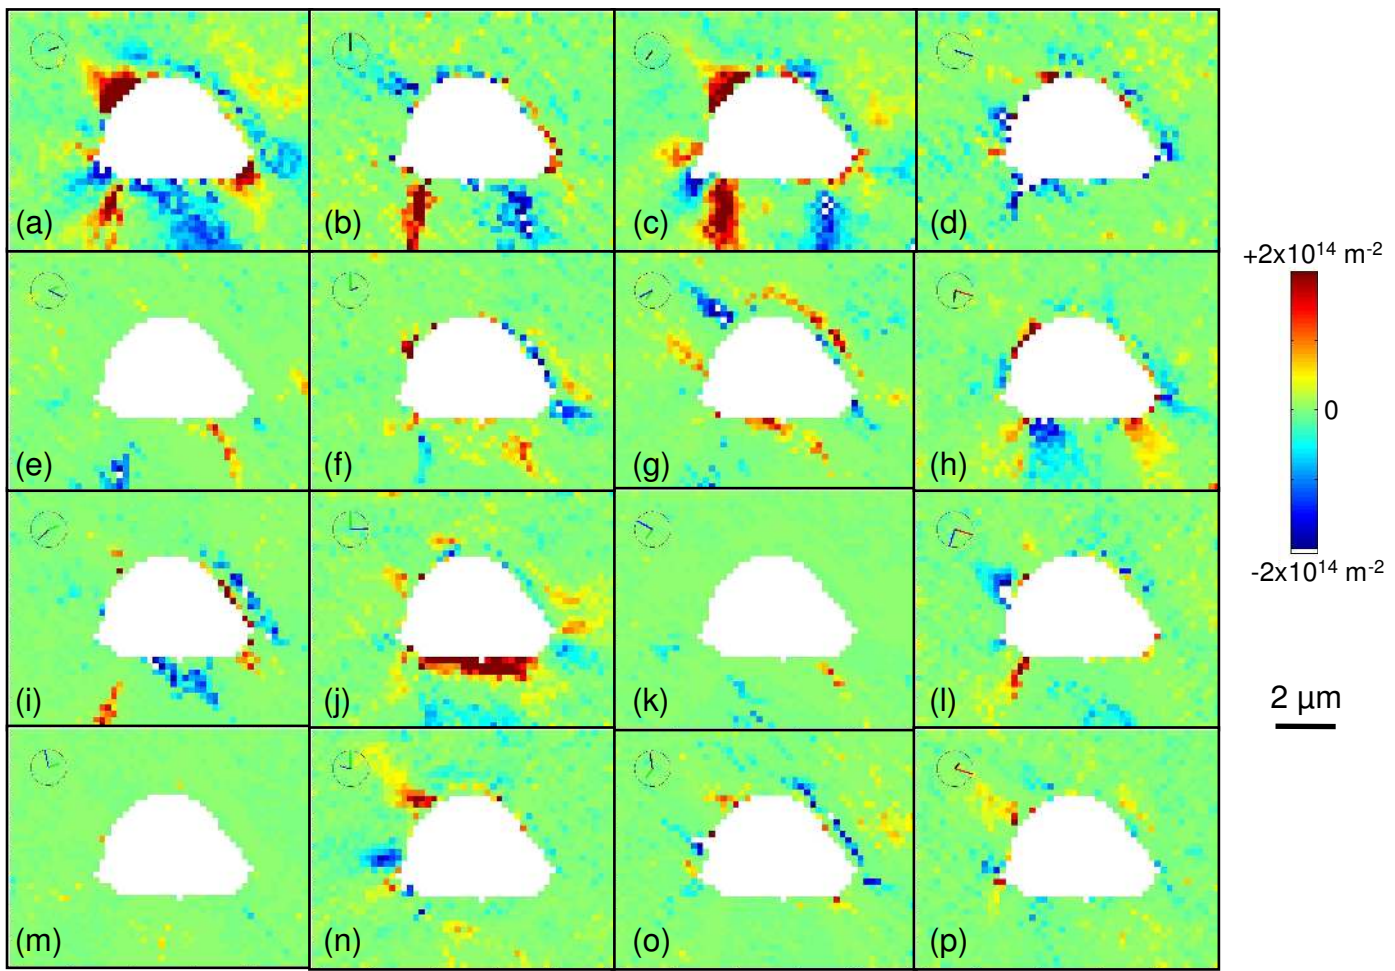 (a)
(b)
(c)
(d)
(e)
(f)
(g)
(h)
(i)
(j)
(k)
(l)
(m)
(n)
(o)
(p)
+2x10¹⁴ m⁻²
0
-2x10¹⁴ m⁻²
2 µm